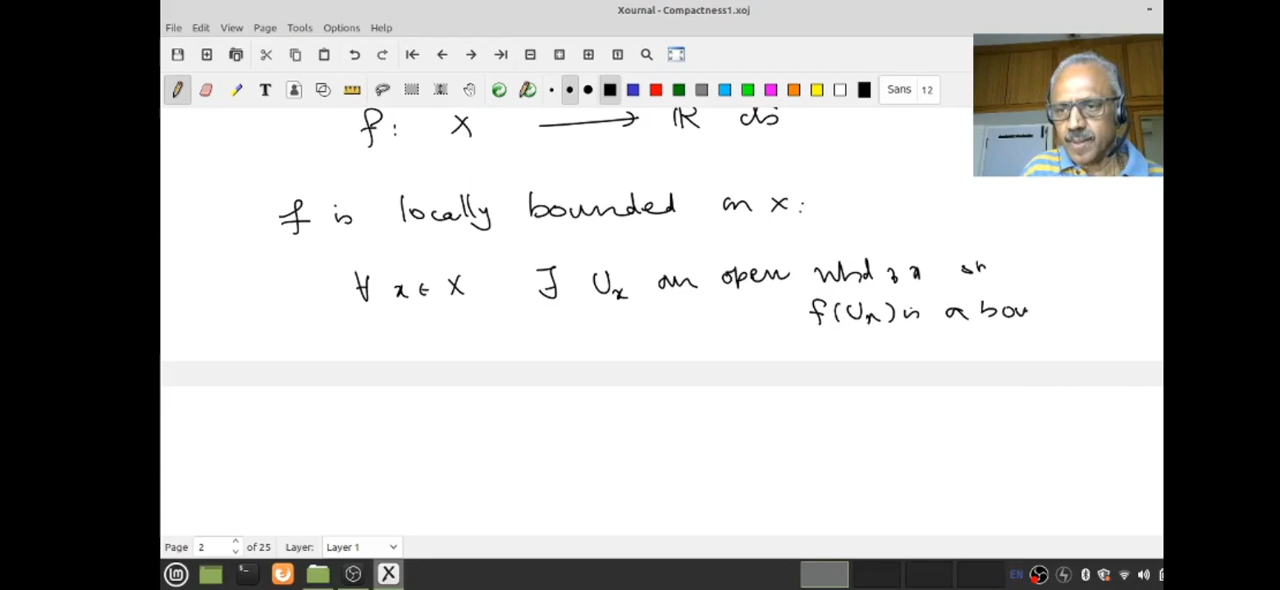 Xournal - Compactness1.xoj
File Edit View Page Tools Options Help
Sans 12
f: X ⟶ ℝ cts
f is locally bounded on X:
∀ x ∈ X ∃ Uₓ an open nbd of x s.t.
f(Uₓ) is a bou
Page 2 of 25 Layer: Layer 1
EN